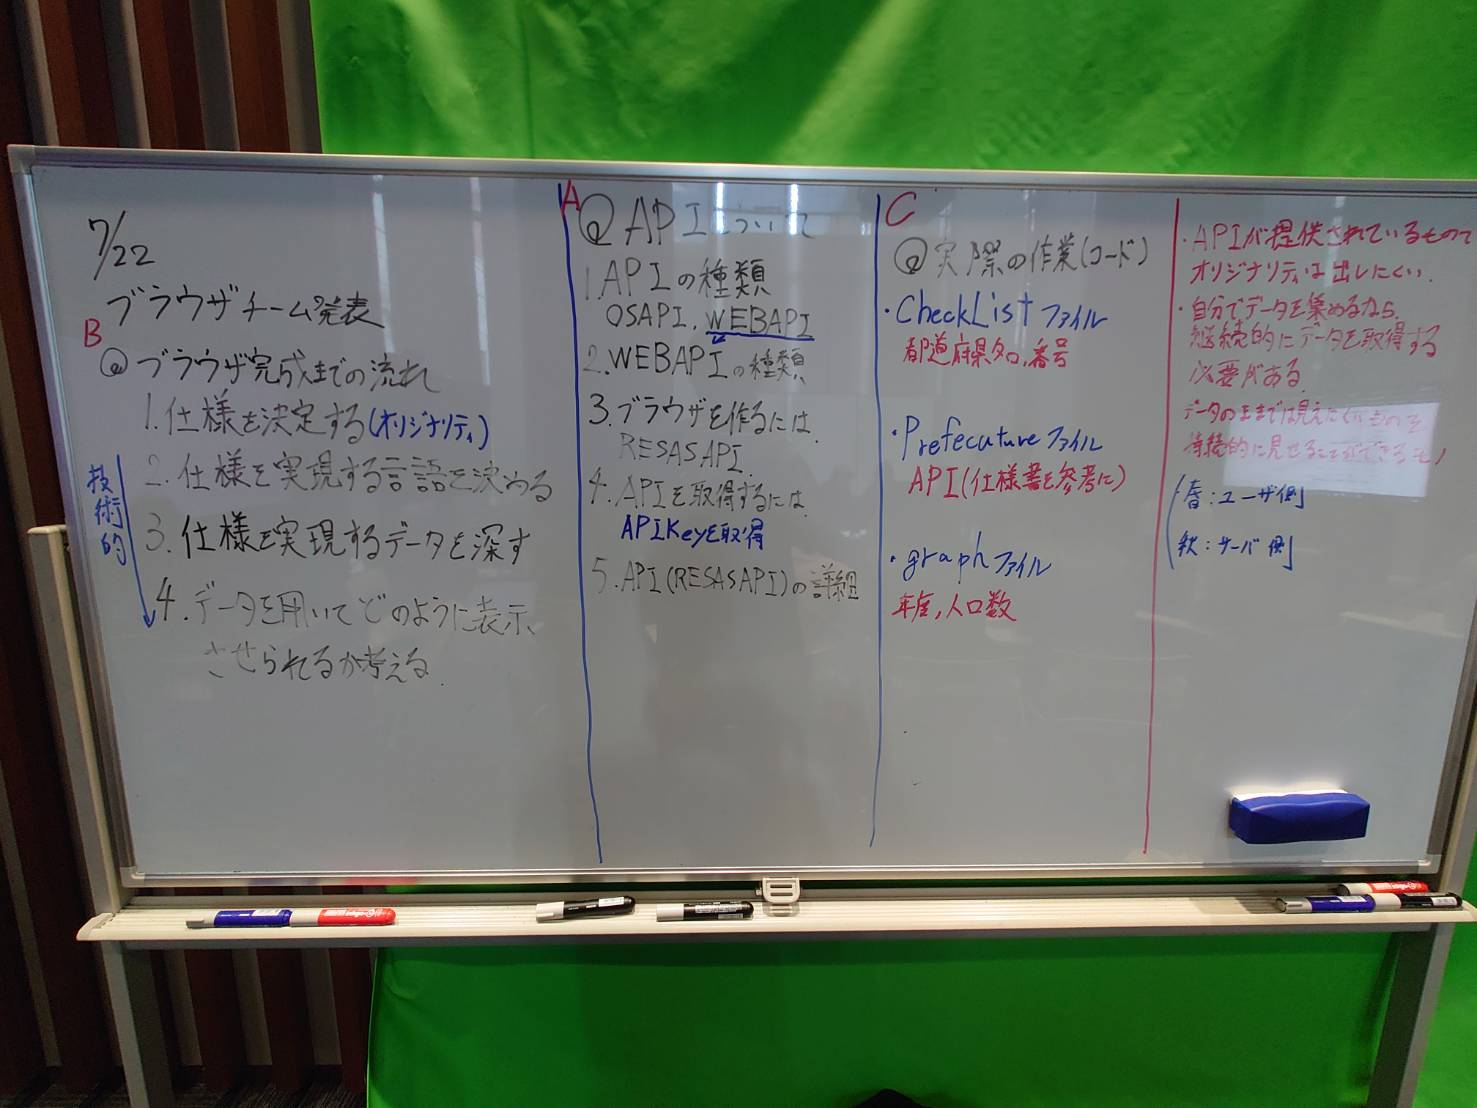 7/22
ブラウザチーム発表
B
@ブラウザ完成までの流れ
1.仕様を決定する(オリジナリティ)
2.仕様を実現する言語を決める
3.仕様を実現するデータを深す
4.データを用いてどのように表示
させられるか考える
技術的
A
@APIについて
1.APIの種類
OSAPI, WEBAPI
2.WEBAPIの種類
3.ブラウザを作るには
RESASAPI
4.APIを取得するには
APIKeyを取得
5.API(RESASAPI)の詳細
C
@実際の作業(コード)
・CheckListファイル
都道府県名,番号
・Prefecutureファイル
API(仕様書を参考に)
・graphファイル
年度,人口数
・APIが提供されているもので
オリジナリティは出しにくい.
・自分でデータを集めるなら.
継続的にデータを取得する
必要がある.
データのままでは見えにくいものを
持続的に見せることができる
春:ユーザ側
秋:サーバ側